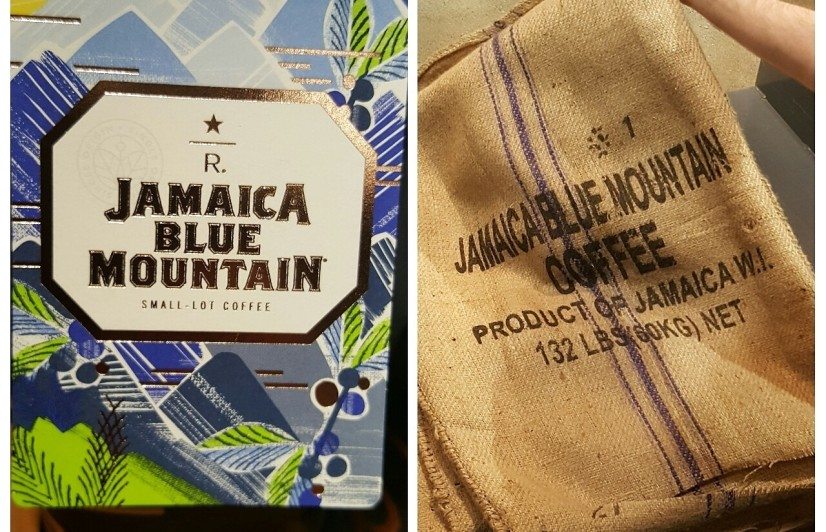 R.
JAMAICA
BLUE
MOUNTAIN
SMALL-LOT COFFEE
1
JAMAICA BLUE MOUNTAIN
COFFEE
PRODUCT OF JAMAICA W.I.
132 LBS (60KG) NET